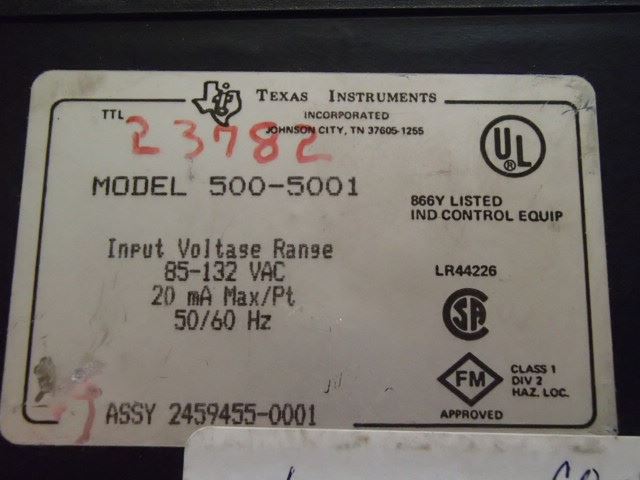 TEXAS INSTRUMENTS
INCORPORATED
JOHNSON CITY, TN 37605-1255
TTL
23782
MODEL 500-5001
UL
®
866Y LISTED
IND CONTROL EQUIP
Input Voltage Range
85-132 VAC
20 mA Max/Pt
50/60 Hz
LR44226
SA
FM
APPROVED
CLASS 1
DIV 2
HAZ. LOC.
ASSY 2459455-0001